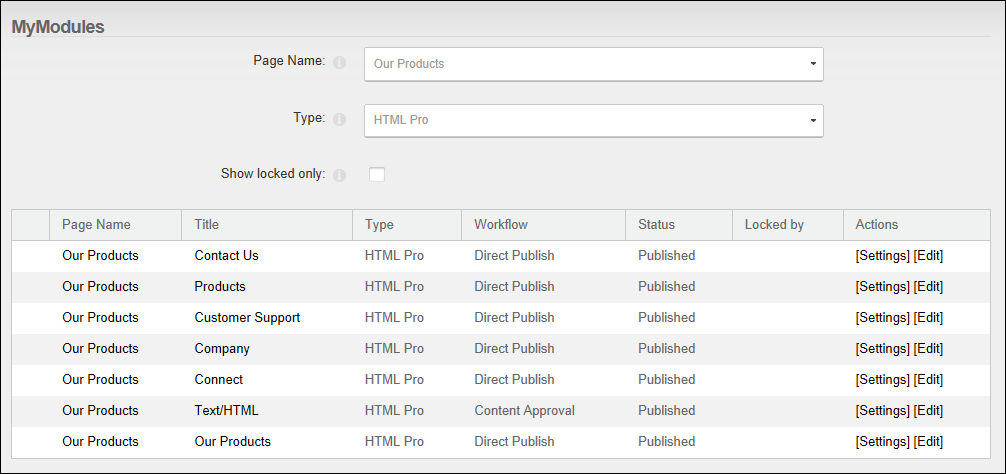 MyModules
Page Name:
Our Products
Type:
HTML Pro
Show locked only:
Page Name Title Type Workflow Status Locked by Actions
Our Products Contact Us HTML Pro Direct Publish Published [Settings] [Edit]
Our Products Products HTML Pro Direct Publish Published [Settings] [Edit]
Our Products Customer Support HTML Pro Direct Publish Published [Settings] [Edit]
Our Products Company HTML Pro Direct Publish Published [Settings] [Edit]
Our Products Connect HTML Pro Direct Publish Published [Settings] [Edit]
Our Products Text/HTML HTML Pro Content Approval Published [Settings] [Edit]
Our Products Our Products HTML Pro Direct Publish Published [Settings] [Edit]